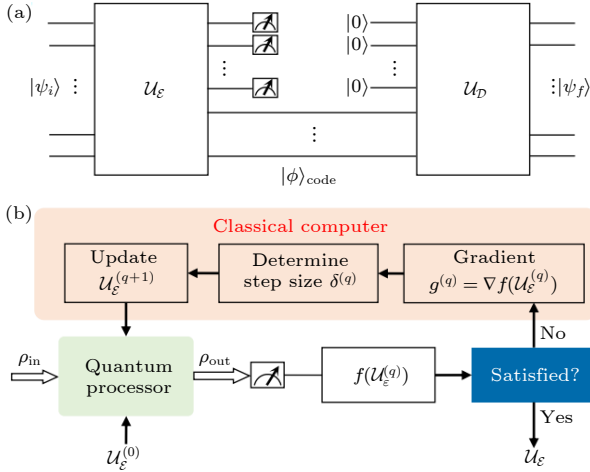 (a)
|0⟩
|0⟩
|ψ_i⟩ ⋮ 𝒰_ℰ ⋮ |0⟩ ⋮ 𝒰_𝒟 ⋮ |ψ_f⟩
⋮
|ϕ⟩_code
(b)
Classical computer
Update
𝒰_ℰ^(q+1)
Determine
step size δ^(q)
Gradient
g^(q) = ∇f(𝒰_ℰ^(q))
No
ρ_in
Quantum
processor
ρ_out
f(𝒰_ε^(q))
Satisfied?
Yes
𝒰_ℰ^(0)
𝒰_ℰ